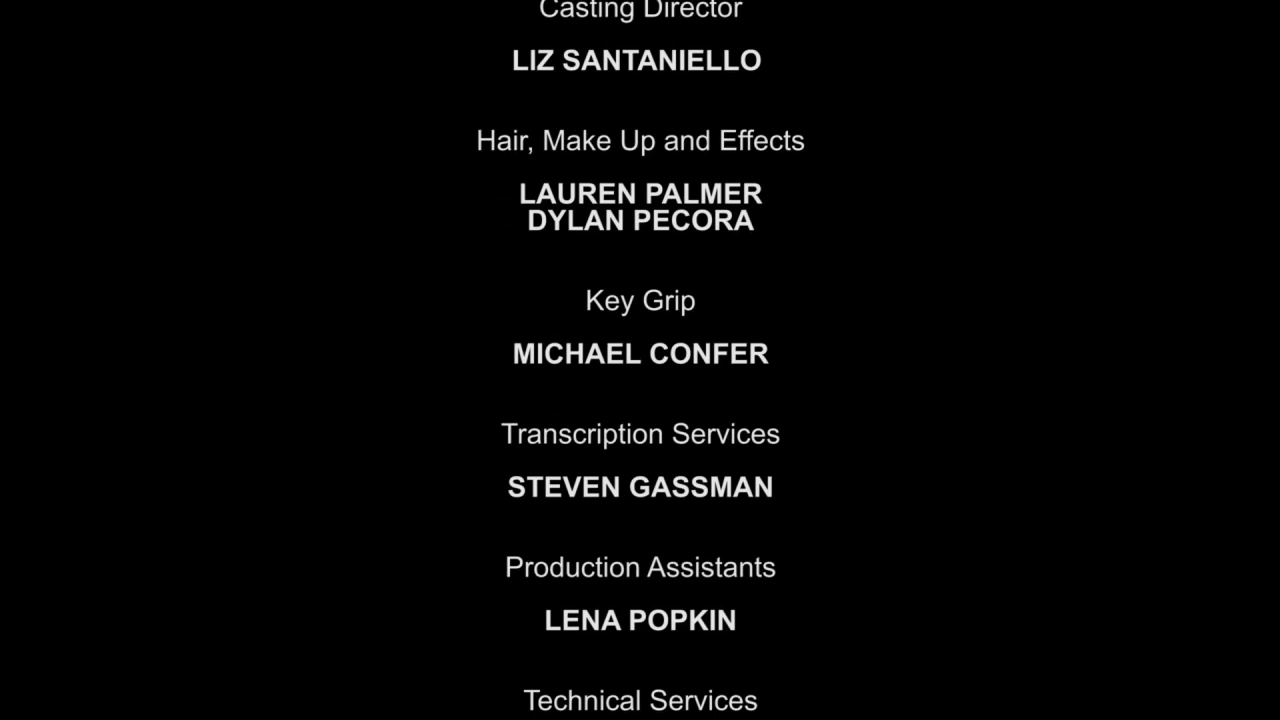 Casting Director
LIZ SANTANIELLO
Hair, Make Up and Effects
LAUREN PALMER
DYLAN PECORA
Key Grip
MICHAEL CONFER
Transcription Services
STEVEN GASSMAN
Production Assistants
LENA POPKIN
Technical Services